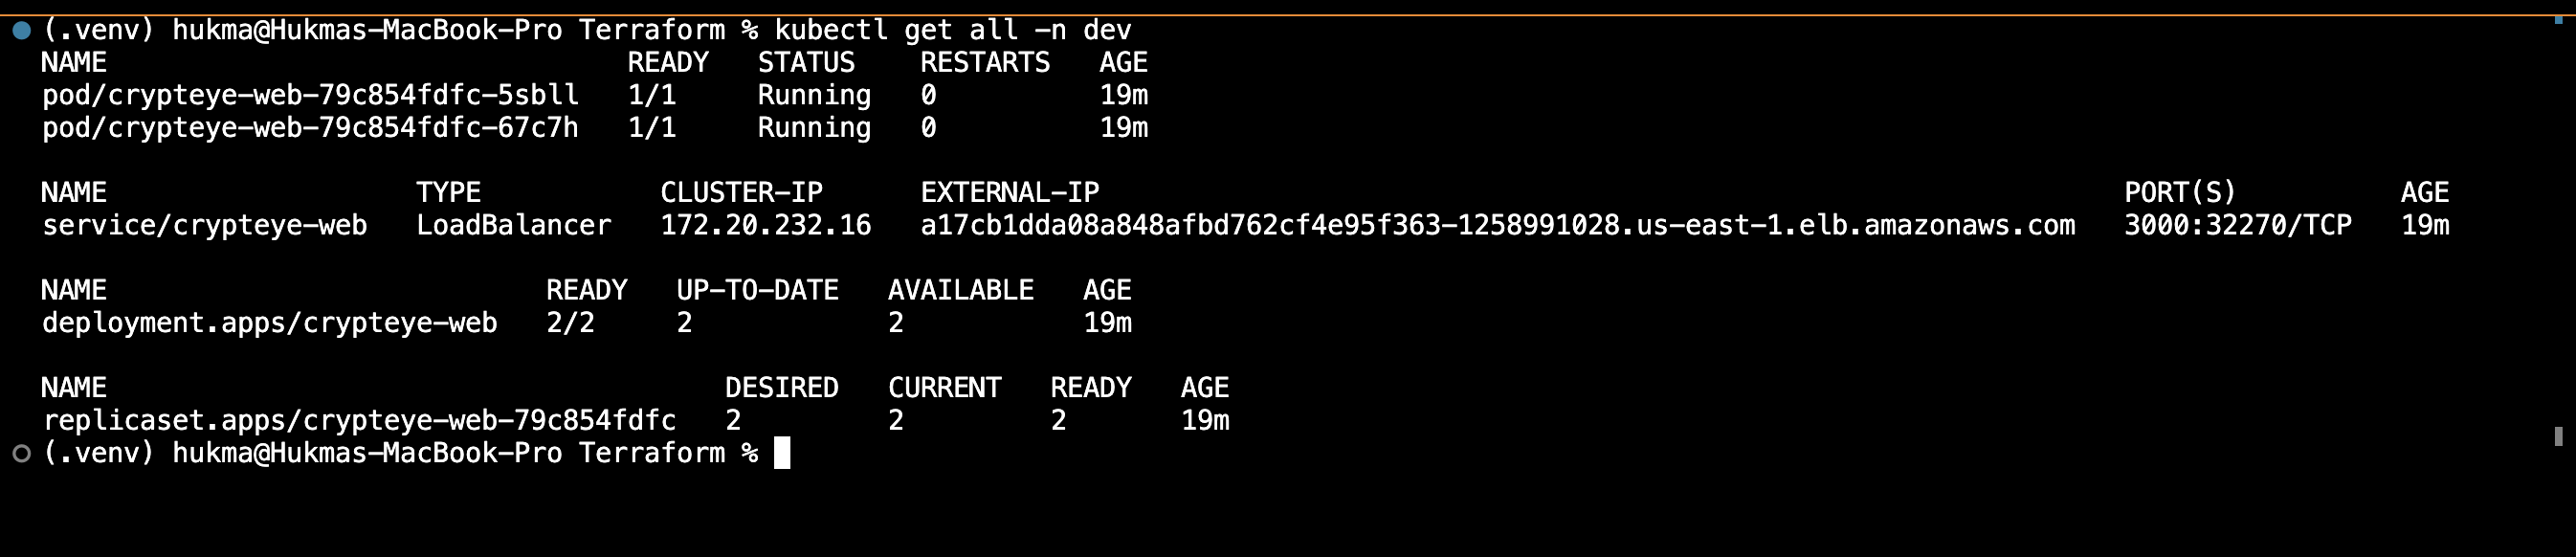 (.venv) hukma@Hukmas-MacBook-Pro Terraform % kubectl get all -n dev
NAME                                READY   STATUS    RESTARTS   AGE
pod/crypteye-web-79c854fdfc-5sbll   1/1     Running   0          19m
pod/crypteye-web-79c854fdfc-67c7h   1/1     Running   0          19m

NAME                   TYPE           CLUSTER-IP      EXTERNAL-IP                                                               PORT(S)          AGE
service/crypteye-web   LoadBalancer   172.20.232.16   a17cb1dda08a848afbd762cf4e95f363-1258991028.us-east-1.elb.amazonaws.com   3000:32270/TCP   19m

NAME                           READY   UP-TO-DATE   AVAILABLE   AGE
deployment.apps/crypteye-web   2/2     2            2           19m

NAME                                      DESIRED   CURRENT   READY   AGE
replicaset.apps/crypteye-web-79c854fdfc   2         2         2       19m
(.venv) hukma@Hukmas-MacBook-Pro Terraform %